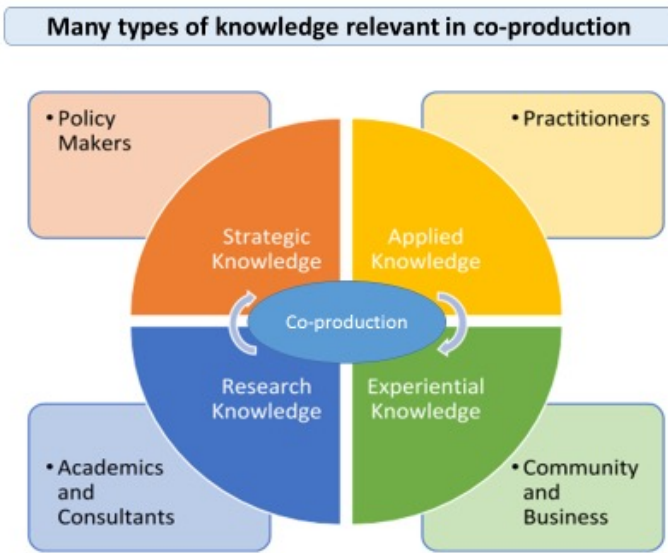 Many types of knowledge relevant in co-production
• Policy
Makers
• Practitioners
Strategic
Knowledge
Applied
Knowledge
Co-production
Research
Knowledge
Experiential
Knowledge
• Academics
and
Consultants
• Community
and
Business